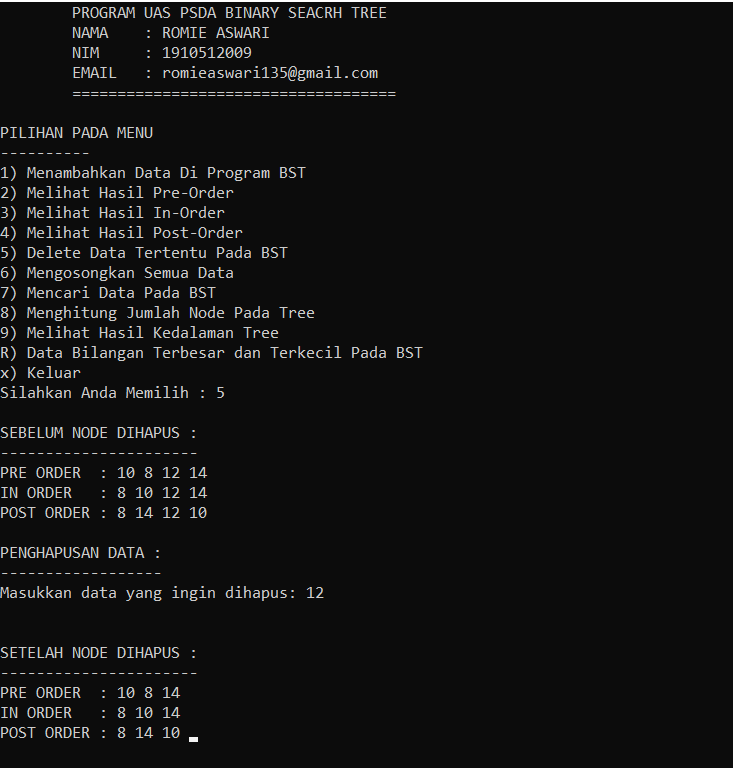 PROGRAM UAS PSDA BINARY SEACRH TREE
NAMA : ROMIE ASWARI
NIM : 1910512009
EMAIL : romieaswari135@gmail.com
====================================
PILIHAN PADA MENU
----------
1) Menambahkan Data Di Program BST
2) Melihat Hasil Pre-Order
3) Melihat Hasil In-Order
4) Melihat Hasil Post-Order
5) Delete Data Tertentu Pada BST
6) Mengosongkan Semua Data
7) Mencari Data Pada BST
8) Menghitung Jumlah Node Pada Tree
9) Melihat Hasil Kedalaman Tree
R) Data Bilangan Terbesar dan Terkecil Pada BST
x) Keluar
Silahkan Anda Memilih : 5
SEBELUM NODE DIHAPUS :
----------------------
PRE ORDER : 10 8 12 14
IN ORDER : 8 10 12 14
POST ORDER : 8 14 12 10
PENGHAPUSAN DATA :
------------------
Masukkan data yang ingin dihapus: 12
SETELAH NODE DIHAPUS :
----------------------
PRE ORDER : 10 8 14
IN ORDER : 8 10 14
POST ORDER : 8 14 10